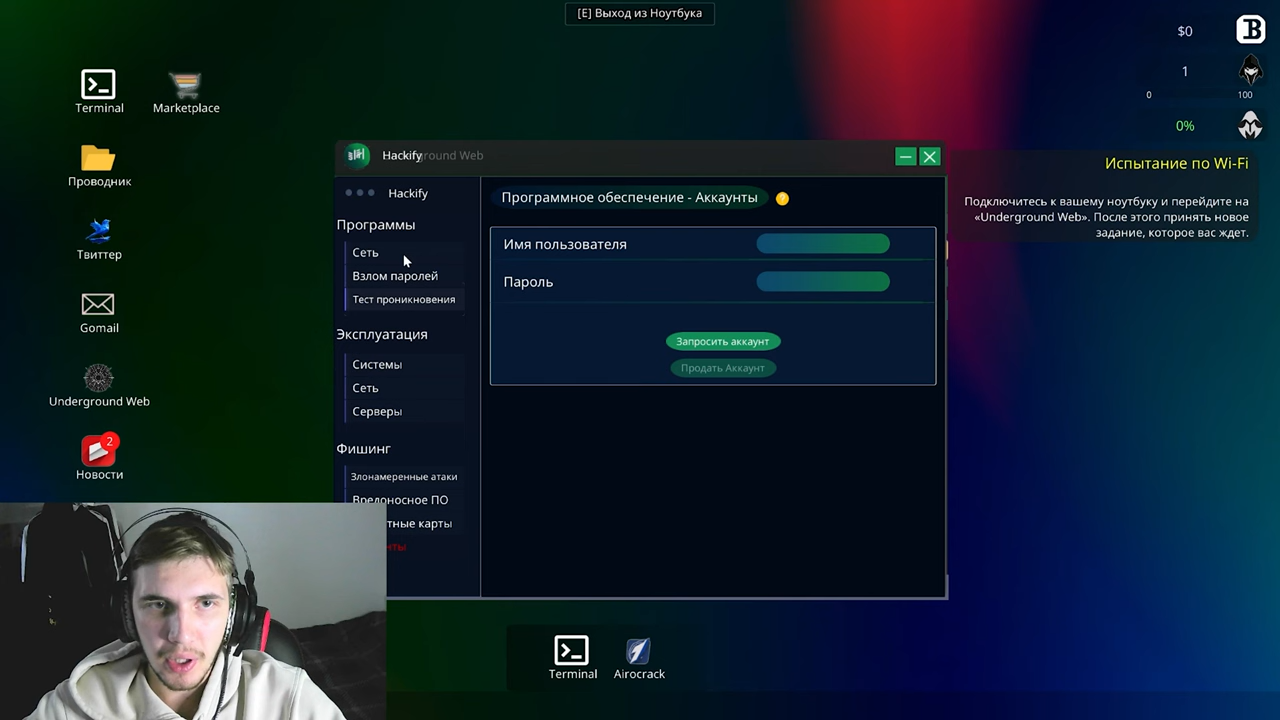 [E] Выход из Ноутбука
$0
1
0
100
0%
Испытание по Wi-Fi
Подключитесь к вашему ноутбуку и перейдите на
«Underground Web». После этого принять новое
задание, которое вас ждет.
Terminal
Marketplace
Проводник
Твиттер
Gomail
Underground Web
2
Новости
Hackify
Hackify
Программы
Сеть
Взлом паролей
Тест проникновения
Эксплуатация
Системы
Сеть
Серверы
Фишинг
Злонамеренные атаки
Вредоносное ПО
карты
Программное обеспечение - Аккаунты
?
Имя пользователя
Пароль
Запросить аккаунт
Продать Аккаунт
Terminal
Airocrack